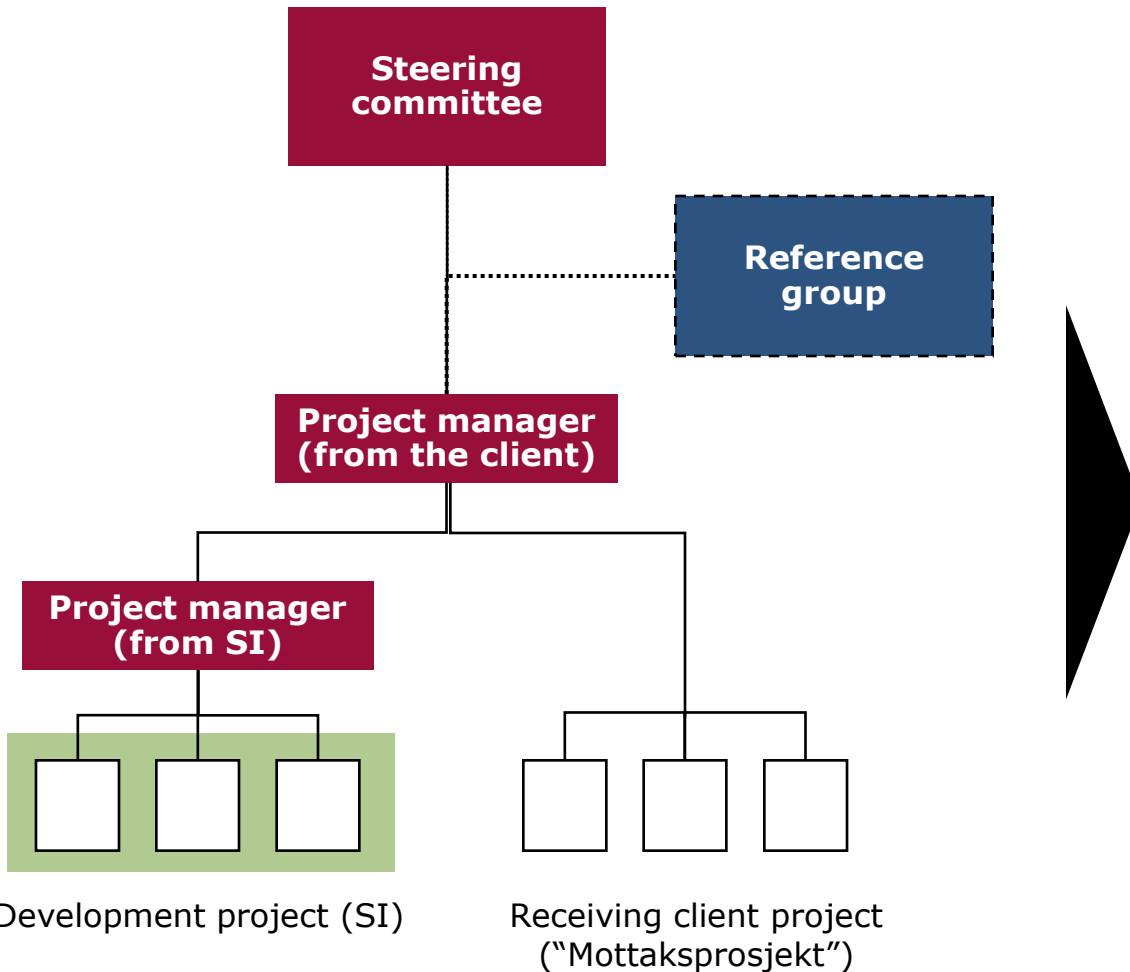 Steering
committee
Reference
group
Project manager
(from the client)
Project manager
(from SI)
Development project (SI)
Receiving client project
(“Mottaksprosjekt”)